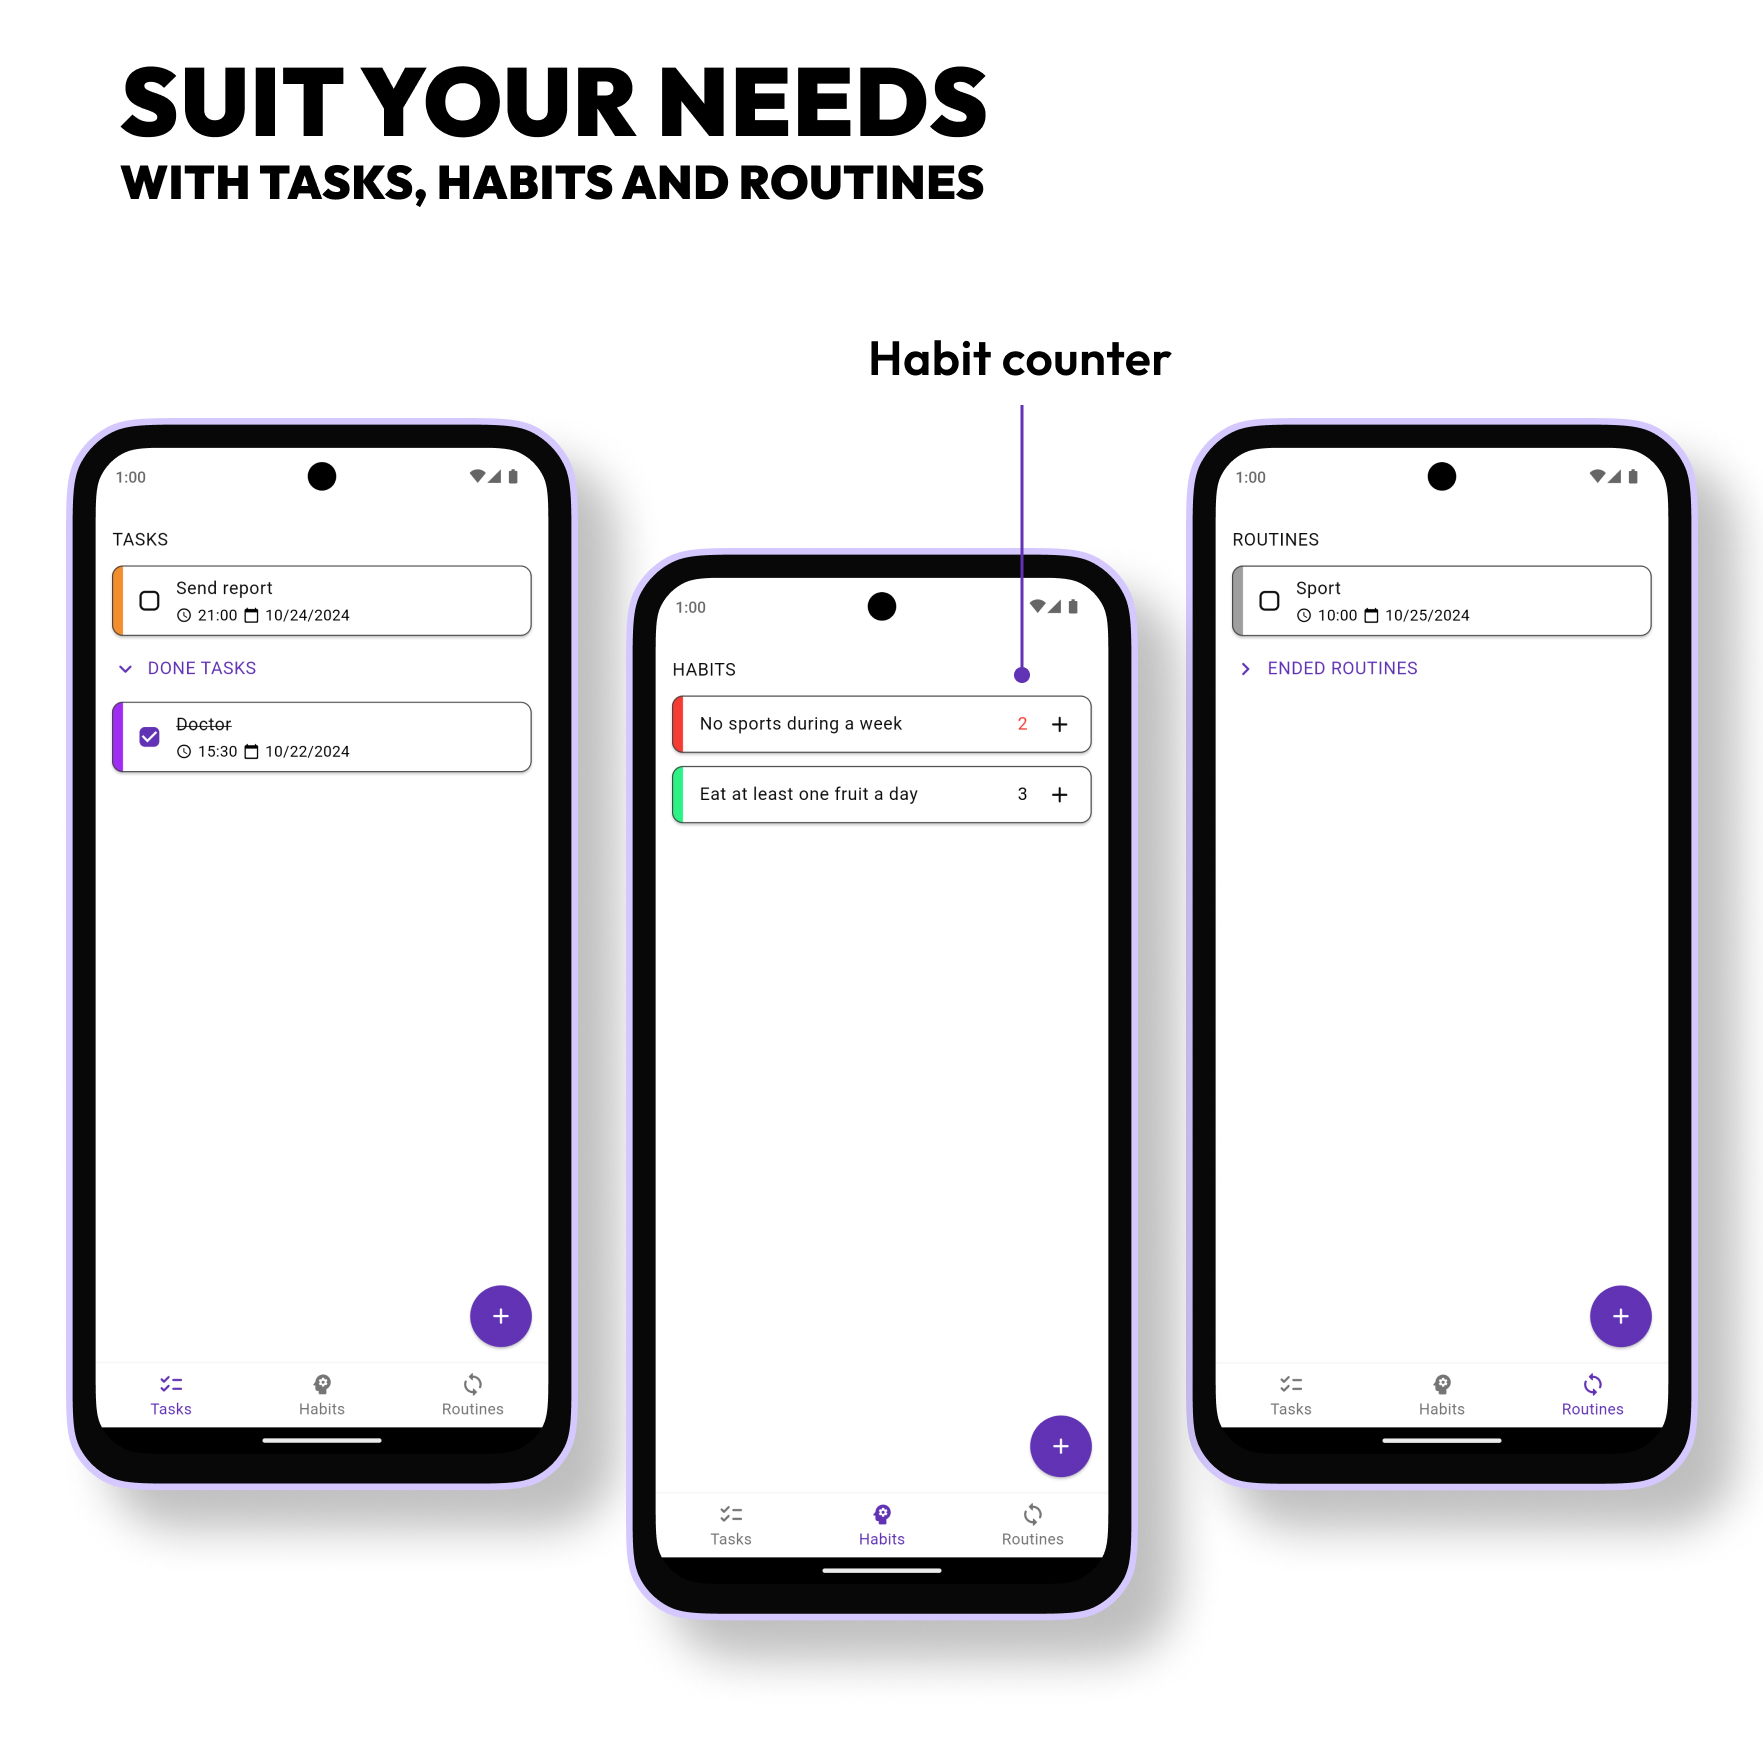 SUIT YOUR NEEDS
WITH TASKS, HABITS AND ROUTINES
Habit counter
1:00
TASKS
Send report
21:00 10/24/2024
DONE TASKS
Doctor
15:30 10/22/2024
Tasks Habits Routines
1:00
HABITS
No sports during a week 2 +
Eat at least one fruit a day 3 +
+
Tasks Habits Routines
1:00
ROUTINES
Sport
10:00 10/25/2024
ENDED ROUTINES
+
Tasks Habits Routines